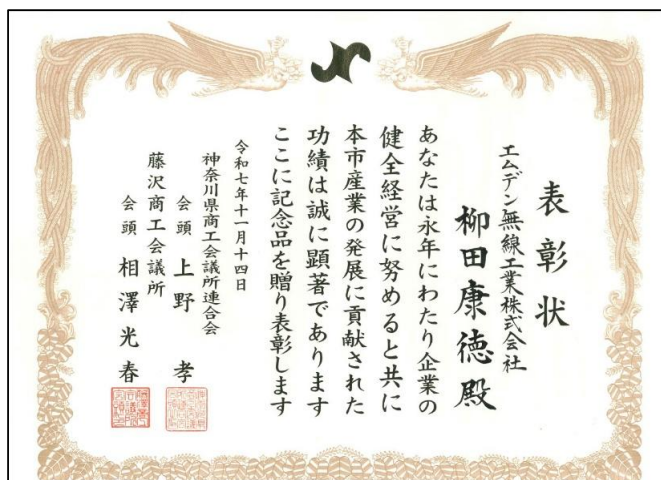 表彰状
エムデン無線工業株式会社
柳田康徳殿
あなたは永年にわたり企業の
健全経営に努めると共に
本市産業の発展に貢献された
功績は誠に顕著であります
ここに記念品を贈り表彰します
令和七年十一月十四日
神奈川県商工会議所連合会
会頭 上野 孝
藤沢商工会議所
会頭 相澤光春